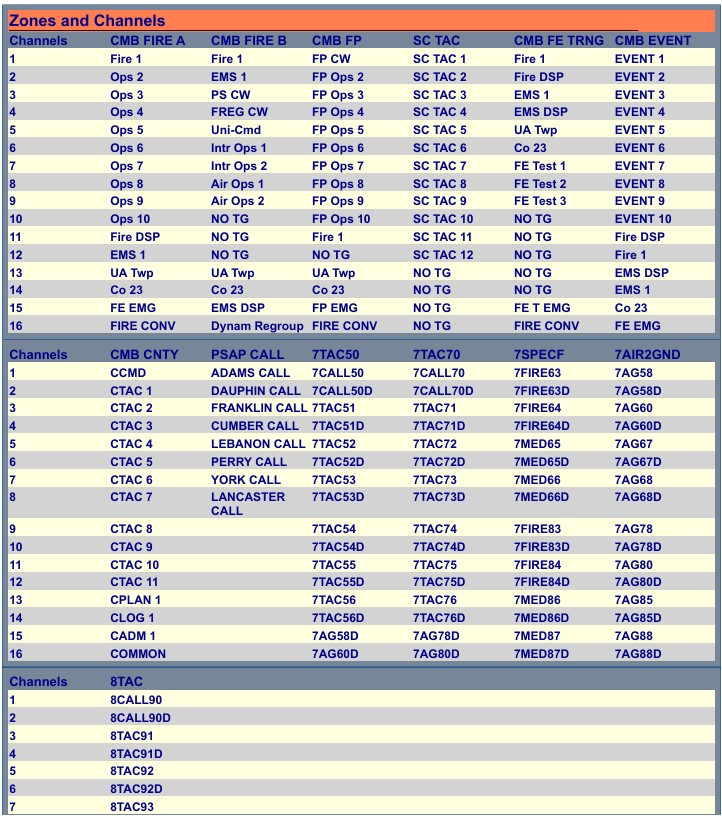 Zones and Channels
Channels CMB FIRE A CMB FIRE B CMB FP SC TAC CMB FE TRNG CMB EVENT
1 Fire 1 Fire 1 FP CW SC TAC 1 Fire 1 EVENT 1
2 Ops 2 EMS 1 FP Ops 2 SC TAC 2 Fire DSP EVENT 2
3 Ops 3 PS CW FP Ops 3 SC TAC 3 EMS 1 EVENT 3
4 Ops 4 FREG CW FP Ops 4 SC TAC 4 EMS DSP EVENT 4
5 Ops 5 Uni-Cmd FP Ops 5 SC TAC 5 UA Twp EVENT 5
6 Ops 6 Intr Ops 1 FP Ops 6 SC TAC 6 Co 23 EVENT 6
7 Ops 7 Intr Ops 2 FP Ops 7 SC TAC 7 FE Test 1 EVENT 7
8 Ops 8 Air Ops 1 FP Ops 8 SC TAC 8 FE Test 2 EVENT 8
9 Ops 9 Air Ops 2 FP Ops 9 SC TAC 9 FE Test 3 EVENT 9
10 Ops 10 NO TG FP Ops 10 SC TAC 10 NO TG EVENT 10
11 Fire DSP NO TG Fire 1 SC TAC 11 NO TG Fire DSP
12 EMS 1 NO TG NO TG SC TAC 12 NO TG Fire 1
13 UA Twp UA Twp UA Twp NO TG NO TG EMS DSP
14 Co 23 Co 23 Co 23 NO TG NO TG EMS 1
15 FE EMG EMS DSP FP EMG NO TG FE T EMG Co 23
16 FIRE CONV Dynam Regroup FIRE CONV NO TG FIRE CONV FE EMG
Channels CMB CNTY PSAP CALL 7TAC50 7TAC70 7SPECF 7AIR2GND
1 CCMD ADAMS CALL 7CALL50 7CALL70 7FIRE63 7AG58
2 CTAC 1 DAUPHIN CALL 7CALL50D 7CALL70D 7FIRE63D 7AG58D
3 CTAC 2 FRANKLIN CALL 7TAC51 7TAC71 7FIRE64 7AG60
4 CTAC 3 CUMBER CALL 7TAC51D 7TAC71D 7FIRE64D 7AG60D
5 CTAC 4 LEBANON CALL 7TAC52 7TAC72 7MED65 7AG67
6 CTAC 5 PERRY CALL 7TAC52D 7TAC72D 7MED65D 7AG67D
7 CTAC 6 YORK CALL 7TAC53 7TAC73 7MED66 7AG68
8 CTAC 7 LANCASTER 7TAC53D 7TAC73D 7MED66D 7AG68D
CALL
9 CTAC 8 7TAC54 7TAC74 7FIRE83 7AG78
10 CTAC 9 7TAC54D 7TAC74D 7FIRE83D 7AG78D
11 CTAC 10 7TAC55 7TAC75 7FIRE84 7AG80
12 CTAC 11 7TAC55D 7TAC75D 7FIRE84D 7AG80D
13 CPLAN 1 7TAC56 7TAC76 7MED86 7AG85
14 CLOG 1 7TAC56D 7TAC76D 7MED86D 7AG85D
15 CADM 1 7AG58D 7AG78D 7MED87 7AG88
16 COMMON 7AG60D 7AG80D 7MED87D 7AG88D
Channels 8TAC
1 8CALL90
2 8CALL90D
3 8TAC91
4 8TAC91D
5 8TAC92
6 8TAC92D
7 8TAC93